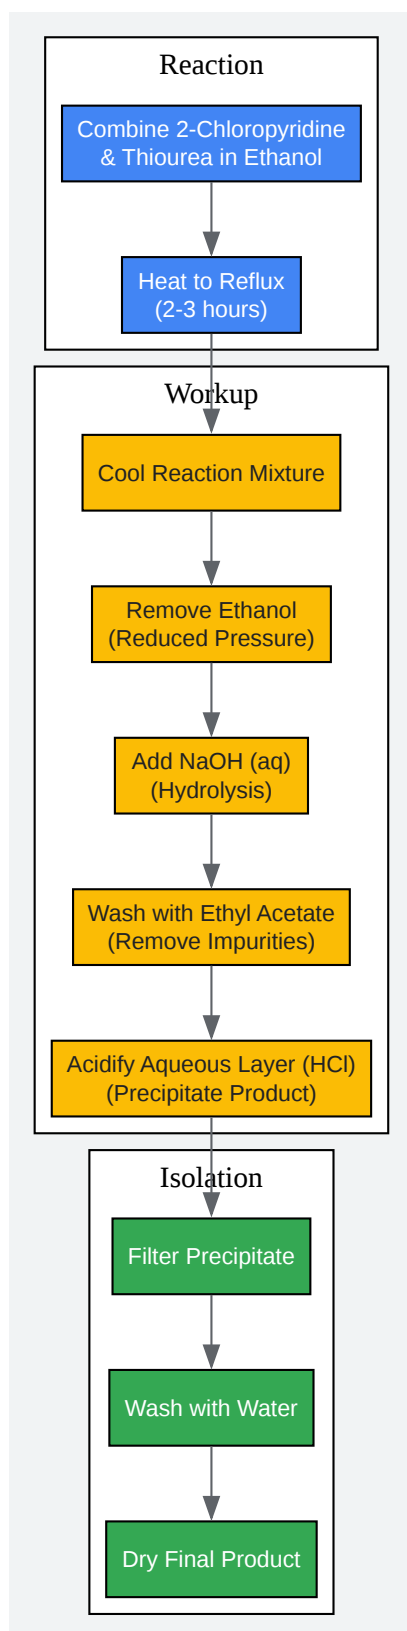 Reaction
Combine 2-Chloropyridine
& Thiourea in Ethanol
Heat to Reflux
(2-3 hours)
Workup
Cool Reaction Mixture
Remove Ethanol
(Reduced Pressure)
Add NaOH (aq)
(Hydrolysis)
Wash with Ethyl Acetate
(Remove Impurities)
Acidify Aqueous Layer (HCl)
(Precipitate Product)
Isolation
Filter Precipitate
Wash with Water
Dry Final Product